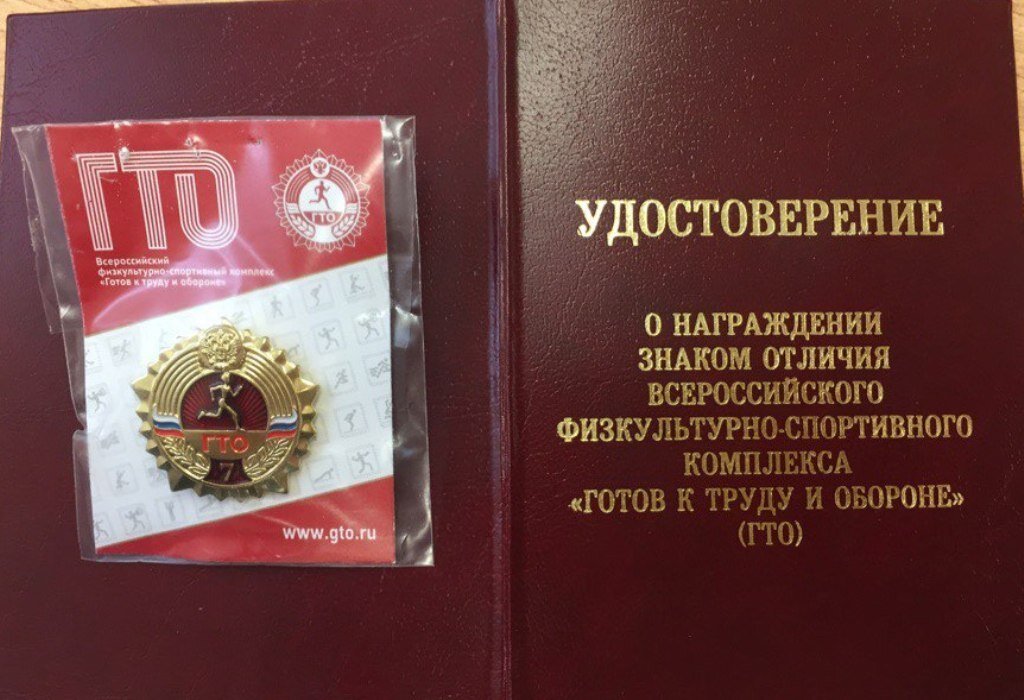 ГТО
ГТО
Всероссийский
физкультурно-спортивный комплекс
«Готов к труду и обороне»
ГТО
7
www.gto.ru
УДОСТОВЕРЕНИЕ
О НАГРАЖДЕНИИ
ЗНАКОМ ОТЛИЧИЯ
ВСЕРОССИЙСКОГО
ФИЗКУЛЬТУРНО-СПОРТИВНОГО
КОМПЛЕКСА
«ГОТОВ К ТРУДУ И ОБОРОНЕ»
(ГТО)